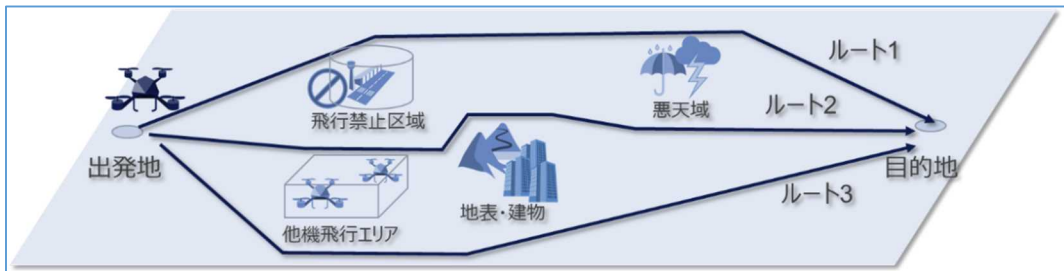 ルート1
飛行禁止区域
悪天域
ルート2
出発地
目的地
ルート3
地表・建物
他機飛行エリア